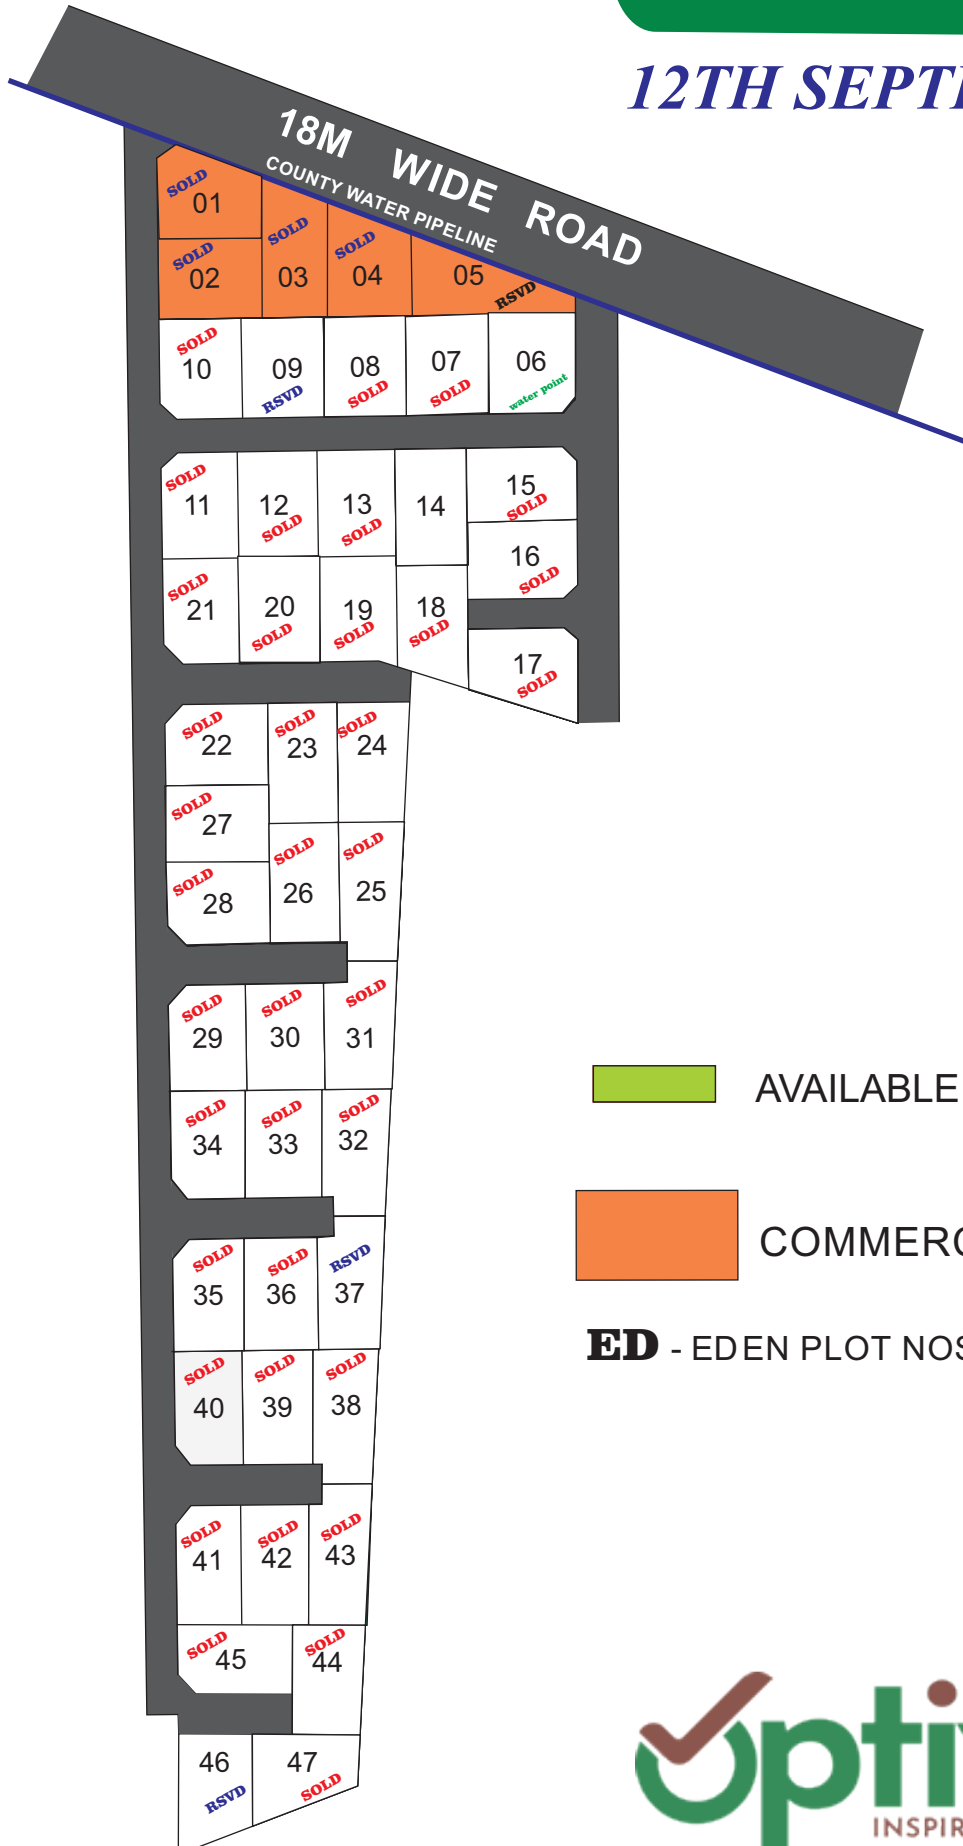 12TH SEPTE
18M WIDE ROAD
COUNTY WATER PIPELINE
SOLD
01
SOLD
02
SOLD
03
SOLD
04
05
RSVD
SOLD
10
09
RSVD
08
SOLD
07
SOLD
06
water point
SOLD
11
12
SOLD
13
SOLD
14
15
SOLD
16
SOLD
SOLD
21
20
SOLD
19
SOLD
18
SOLD
17
SOLD
SOLD
22
SOLD
23
SOLD
24
SOLD
27
SOLD
28
SOLD
26
SOLD
25
SOLD
29
SOLD
30
SOLD
31
AVAILABLE
SOLD
34
SOLD
33
SOLD
32
COMMERC
SOLD
35
SOLD
36
RSVD
37
ED - EDEN PLOT NOS
SOLD
40
SOLD
39
SOLD
38
SOLD
41
SOLD
42
SOLD
43
SOLD
45
SOLD
44
46
RSVD
47
SOLD
Opti
INSPIR